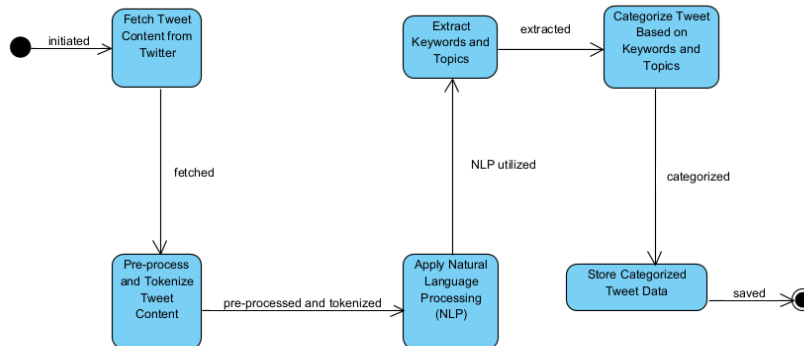 initiated
Fetch Tweet
Content from
Twitter
fetched
Pre-process
and Tokenize
Tweet
Content
pre-processed and tokenized
Apply Natural
Language
Processing
(NLP)
NLP utilized
Extract
Keywords and
Topics
extracted
Categorize Tweet
Based on
Keywords and
Topics
categorized
Store Categorized
Tweet Data
saved